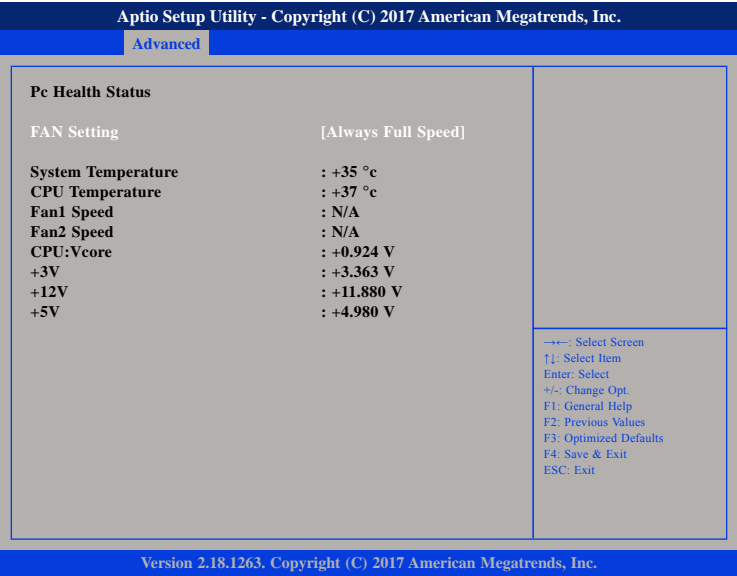 Aptio Setup Utility - Copyright (C) 2017 American Megatrends, Inc.
Advanced
Pc Health Status
FAN Setting [Always Full Speed]
System Temperature : +35 °c
CPU Temperature : +37 °c
Fan1 Speed : N/A
Fan2 Speed : N/A
CPU:Vcore : +0.924 V
+3V : +3.363 V
+12V : +11.880 V
+5V : +4.980 V
→←: Select Screen
↑↓: Select Item
Enter: Select
+/-: Change Opt.
F1: General Help
F2: Previous Values
F3: Optimized Defaults
F4: Save & Exit
ESC: Exit
Version 2.18.1263. Copyright (C) 2017 American Megatrends, Inc.